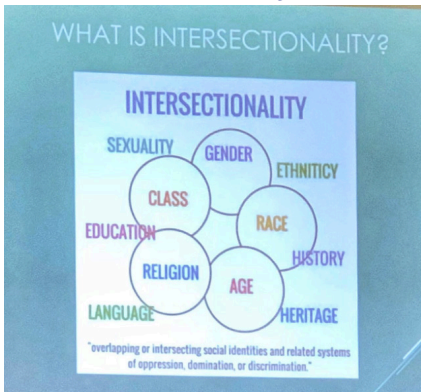 WHAT IS INTERSECTIONALITY?
INTERSECTIONALITY
SEXUALITY
GENDER
ETHNITICY
CLASS
RACE
EDUCATION
HISTORY
RELIGION
AGE
LANGUAGE
HERITAGE
"overlapping or intersecting social identities and related systems
of oppression, domination, or discrimination."